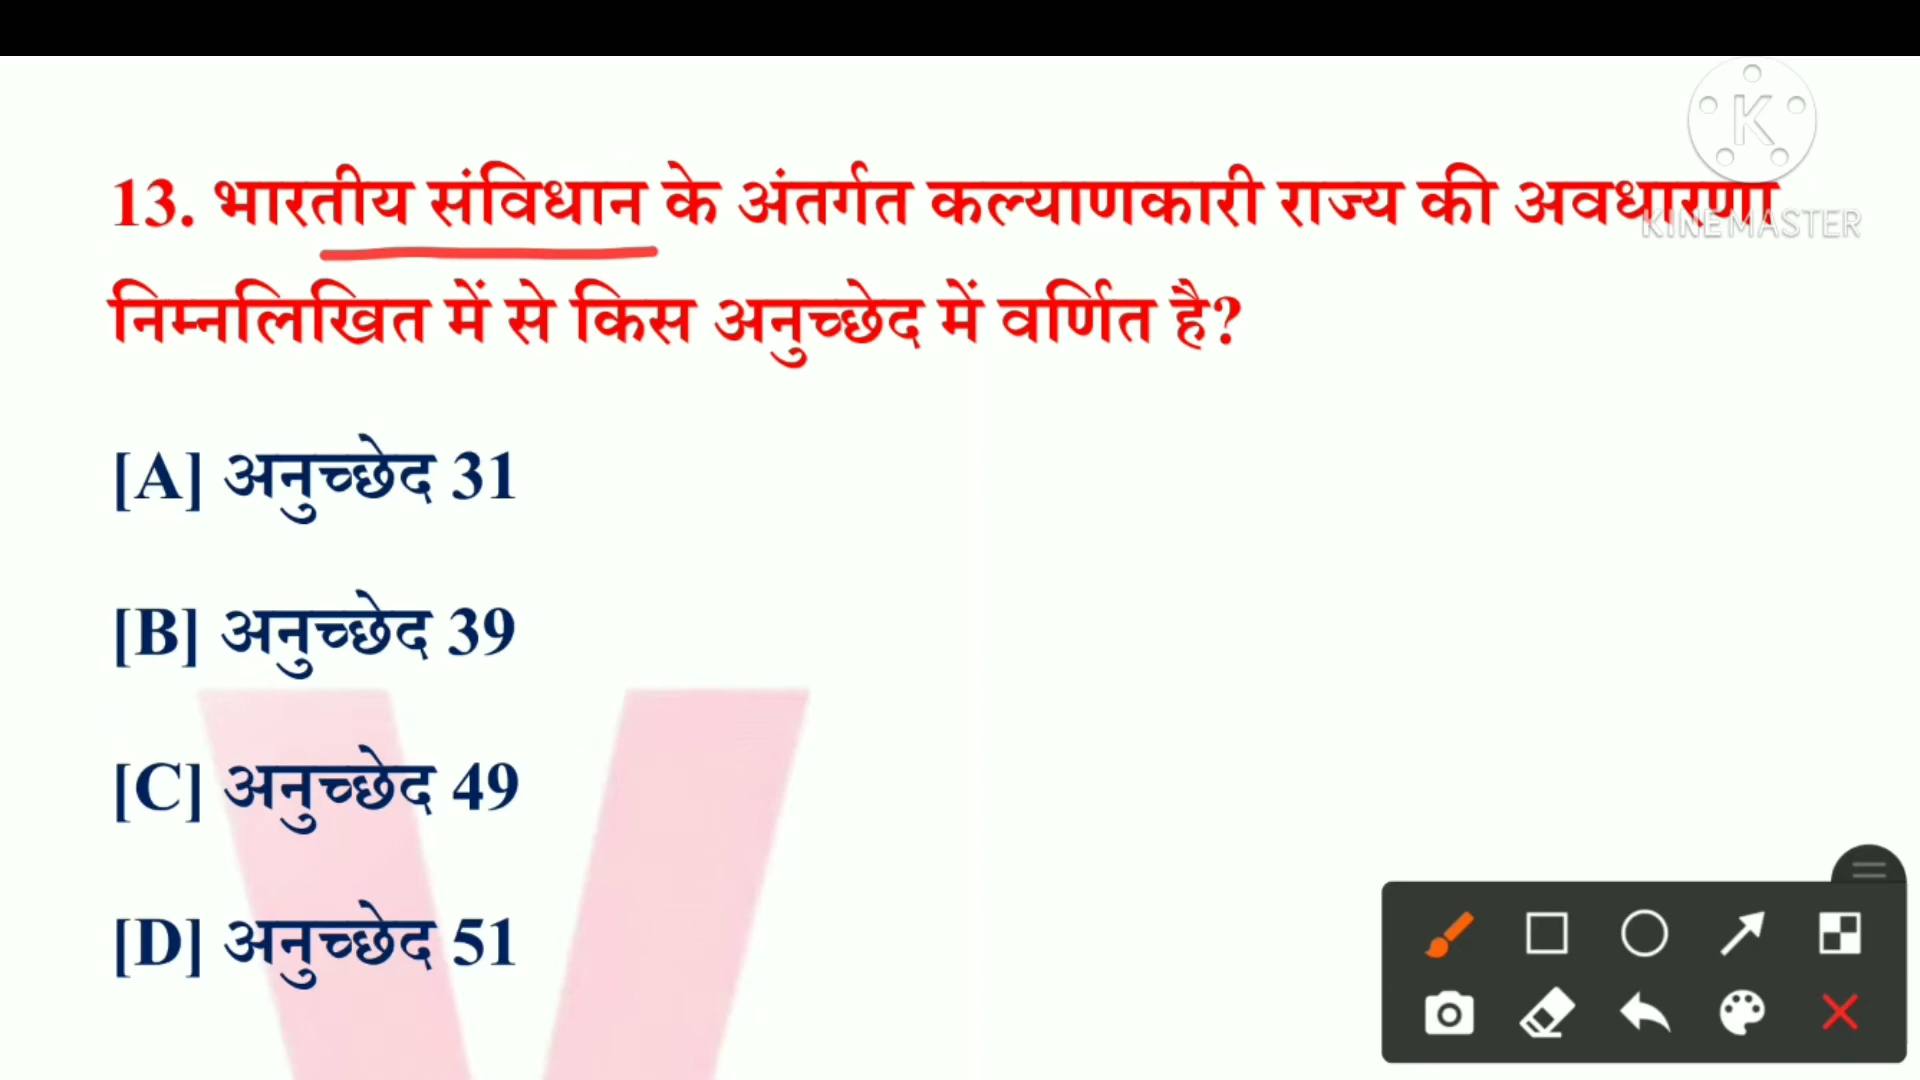 13. भारतीय संविधान के अंतर्गत कल्याणकारी राज्य की अवधारणा
निम्नलिखित में से किस अनुच्छेद में वर्णित है?
[A] अनुच्छेद 31
[B] अनुच्छेद 39
[C] अनुच्छेद 49
[D] अनुच्छेद 51
K
KINEMASTER